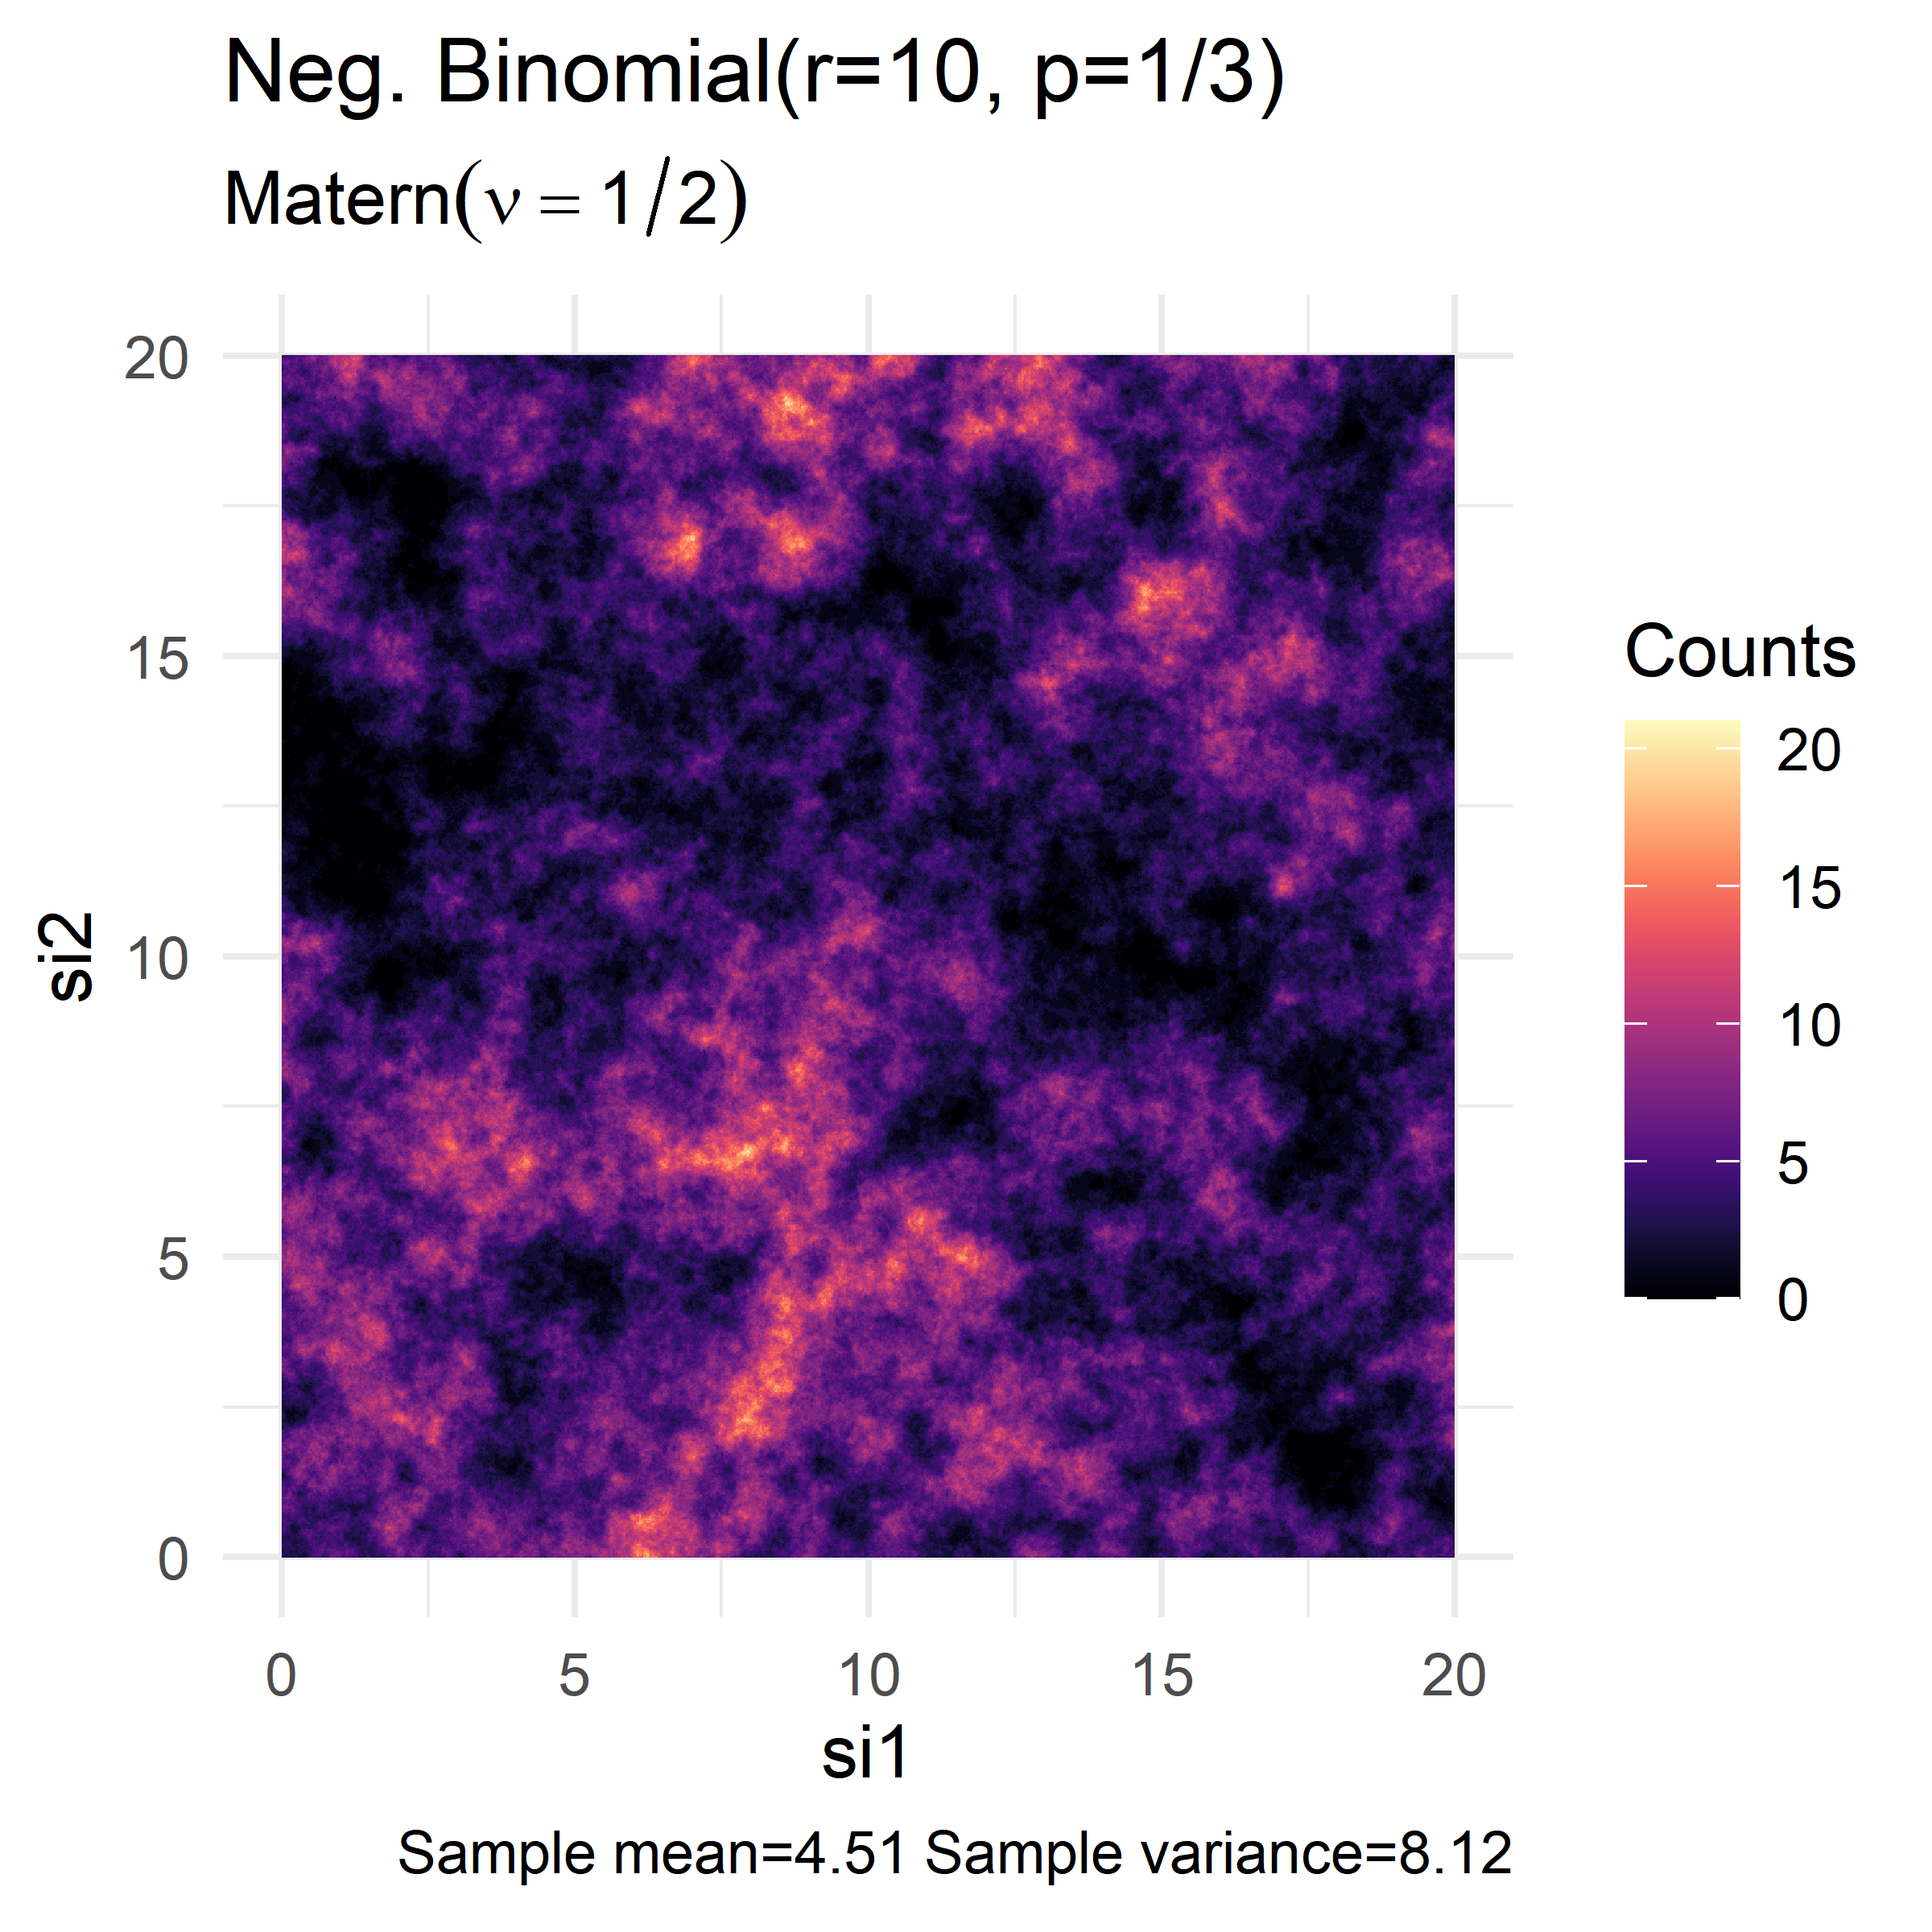 Neg. Binomial(r=10, p=1/3)
Matern(ν = 1/2)
20
15
10
5
0
si2
0 5 10 15 20
si1
Counts
20
15
10
5
0
Sample mean=4.51 Sample variance=8.12